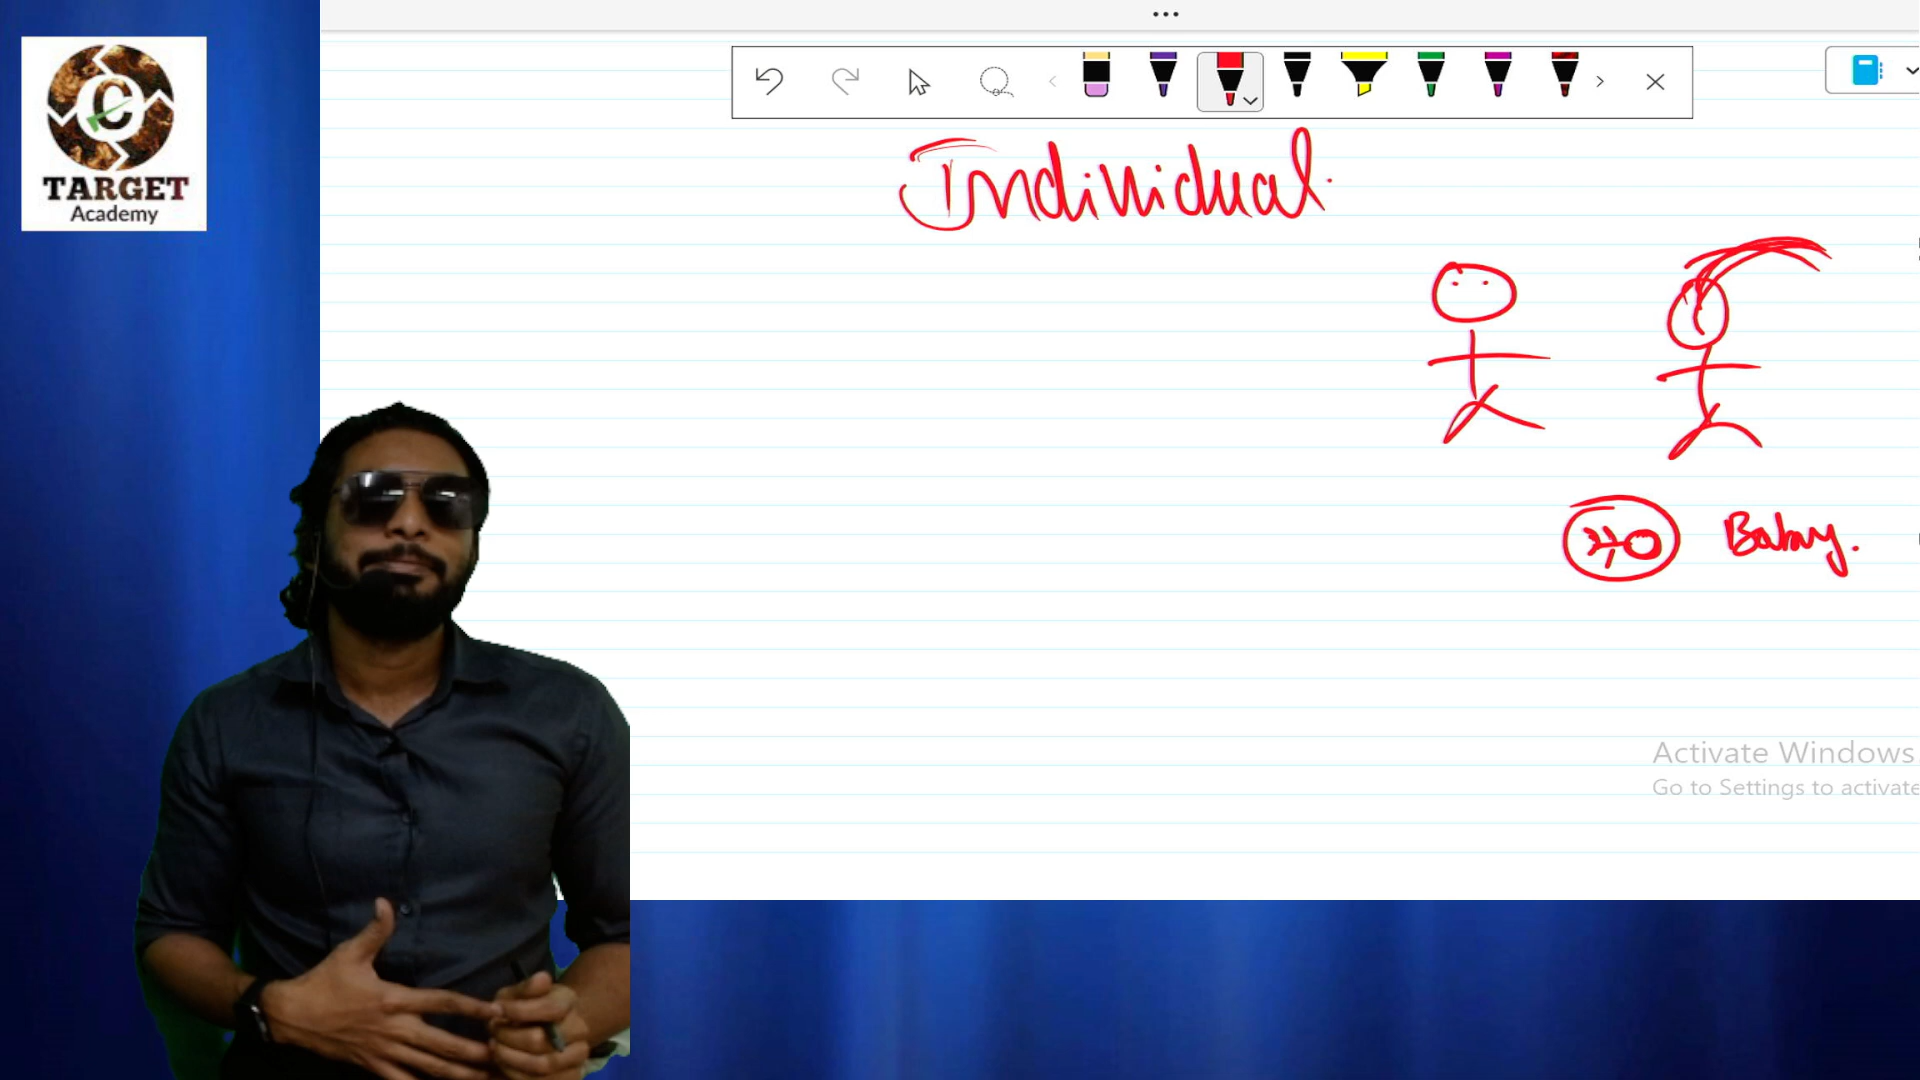 TARGET
Academy
Individual.
Baby.
Activate Windows
Go to Settings to activate